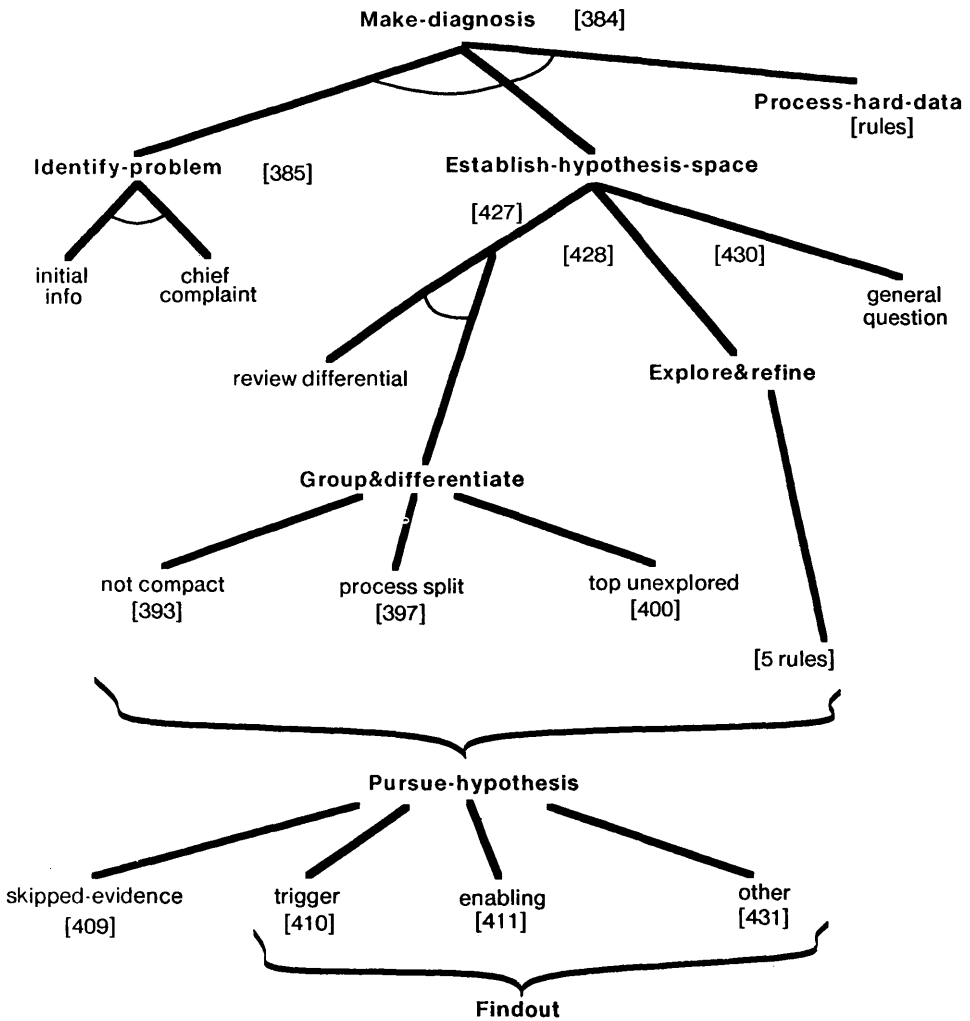 Make-diagnosis [384]
Process-hard-data
[rules]
Identify-problem [385]
Establish-hypothesis-space
[427]
[428]
[430]
initial
info
chief
complaint
general
question
review differential
Explore&refine
Group&differentiate
not compact
[393]
process split
[397]
top unexplored
[400]
[5 rules]
Pursue-hypothesis
skipped-evidence
[409]
trigger
[410]
enabling
[411]
other
[431]
Findout